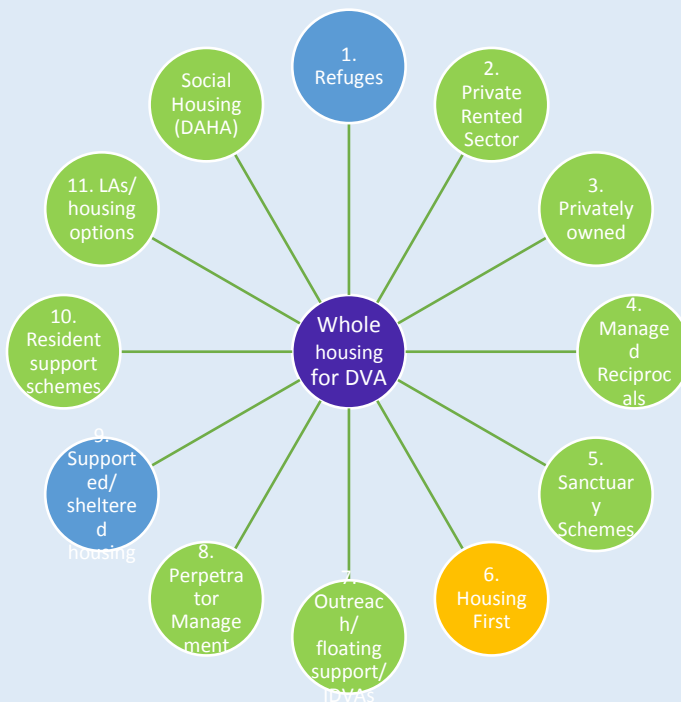 1.
Refuges
2.
Private
Rented
Sector
3.
Privately
owned
4.
Manage
d
Reciproc
als
5.
Sanctuar
y
Schemes
6.
Housing
First
7.
Outreac
h/
floating
support/
IDVAs
8.
Perpetra
tor
Manage
ment
9.
Support
ed/
sheltere
d
housing
10.
Resident
support
schemes
11. LAs/
housing
options
Social
Housing
(DAHA)
Whole
housing
for DVA